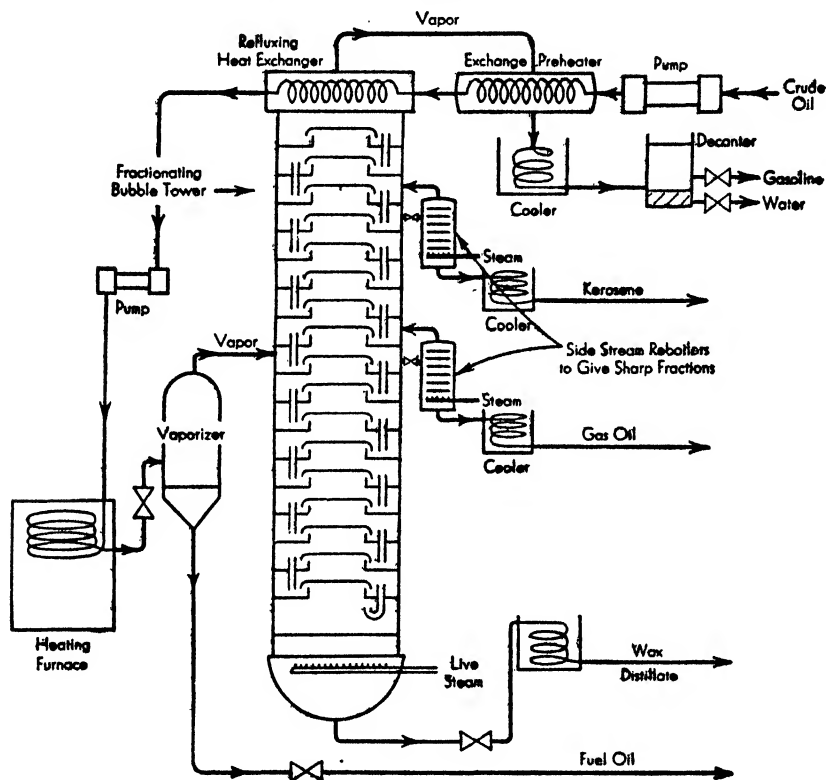 Vapor
Refluxing
Heat Exchanger
Exchange Preheater
Pump
Crude
Oil
Decanter
Fractionating
Bubble Tower
Gasoline
Water
Cooler
Steam
Pump
Kerosene
Cooler
Vapor
Side Stream Reboilers
to Give Sharp Fractions
Steam
Vaporizer
Gas Oil
Cooler
Heating
Furnace
Live
Steam
Wax
Distillate
Fuel Oil